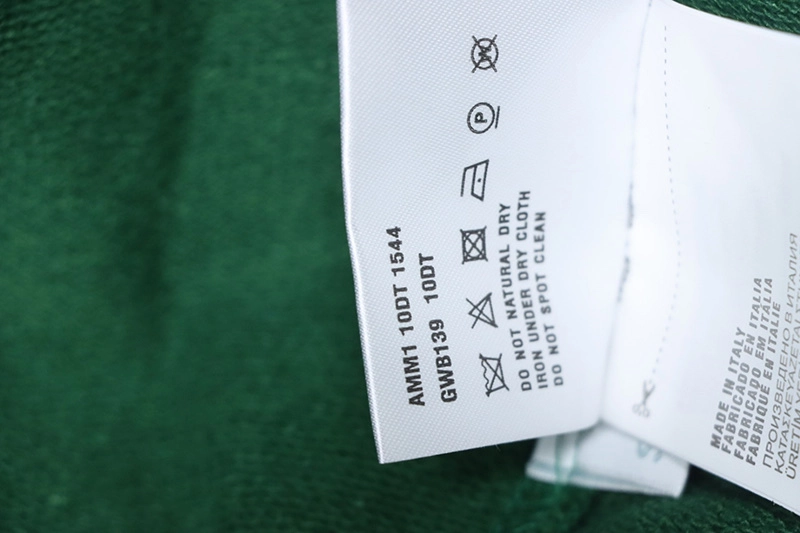 AMM1 10DT 1544
GWB139 10DT
P
W
DO NOT NATURAL DRY
IRON UNDER DRY CLOTH
DO NOT SPOT CLEAN
MADE IN ITALY
FABRICADO EN ITALIA
FABRICADO EM ITÁLIA
FABRIQUÉ EN ITALIE
ПРОИЗВЕДЕНО В ИТАЛИЯ